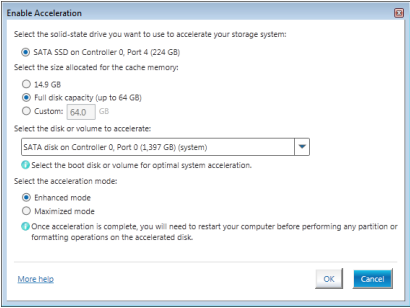 Enable Acceleration
Select the solid-state drive you want to use to accelerate your storage system:
SATA SSD on Controller 0, Port 4 (224 GB)
Select the size allocated for the cache memory:
14.9 GB
Full disk capacity (up to 64 GB)
Custom: 64.0 GB
Select the disk or volume to accelerate:
SATA disk on Controller 0, Port 0 (1,397 GB) (system)
Select the boot disk or volume for optimal system acceleration.
Select the acceleration mode:
Enhanced mode
Maximized mode
Once acceleration is complete, you will need to restart your computer before performing any partition or
formatting operations on the accelerated disk.
More help
OK
Cancel